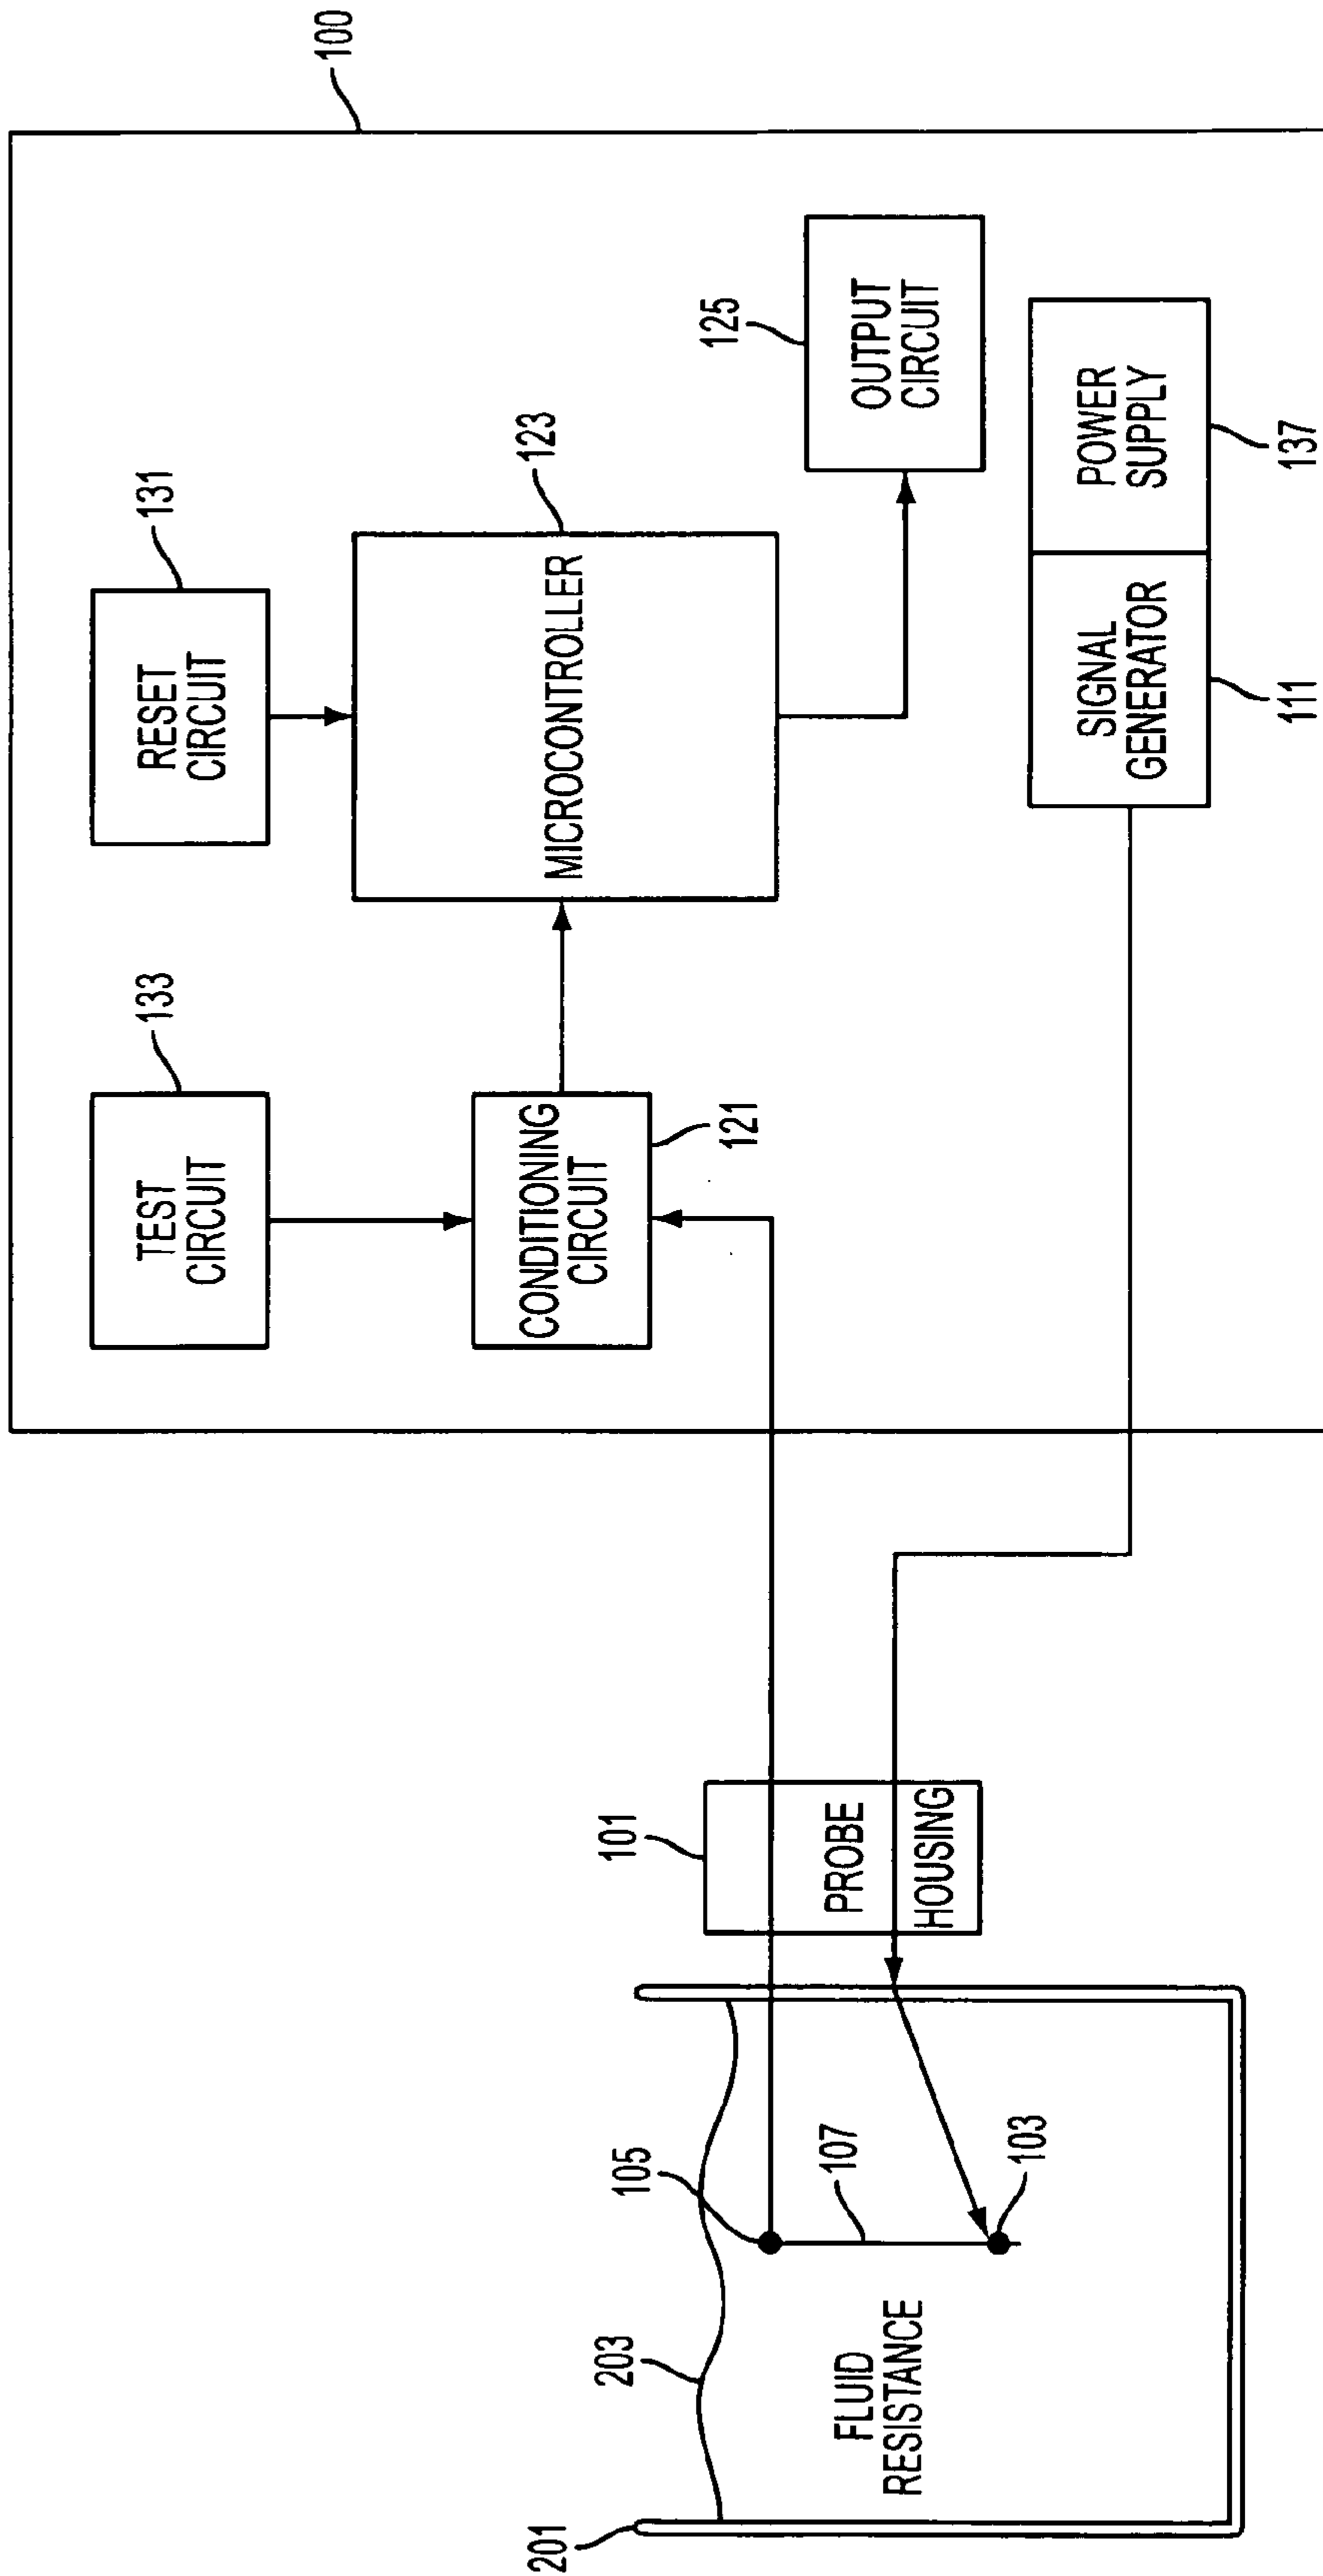 100
131
RESET
CIRCUIT
133
TEST
CIRCUIT
123
MICROCONTROLLER
CONDITIONING
CIRCUIT
121
125
OUTPUT
CIRCUIT
POWER
SUPPLY
137
SIGNAL
GENERATOR
111
101
PROBE
HOUSING
105
107
103
203
FLUID
RESISTANCE
201